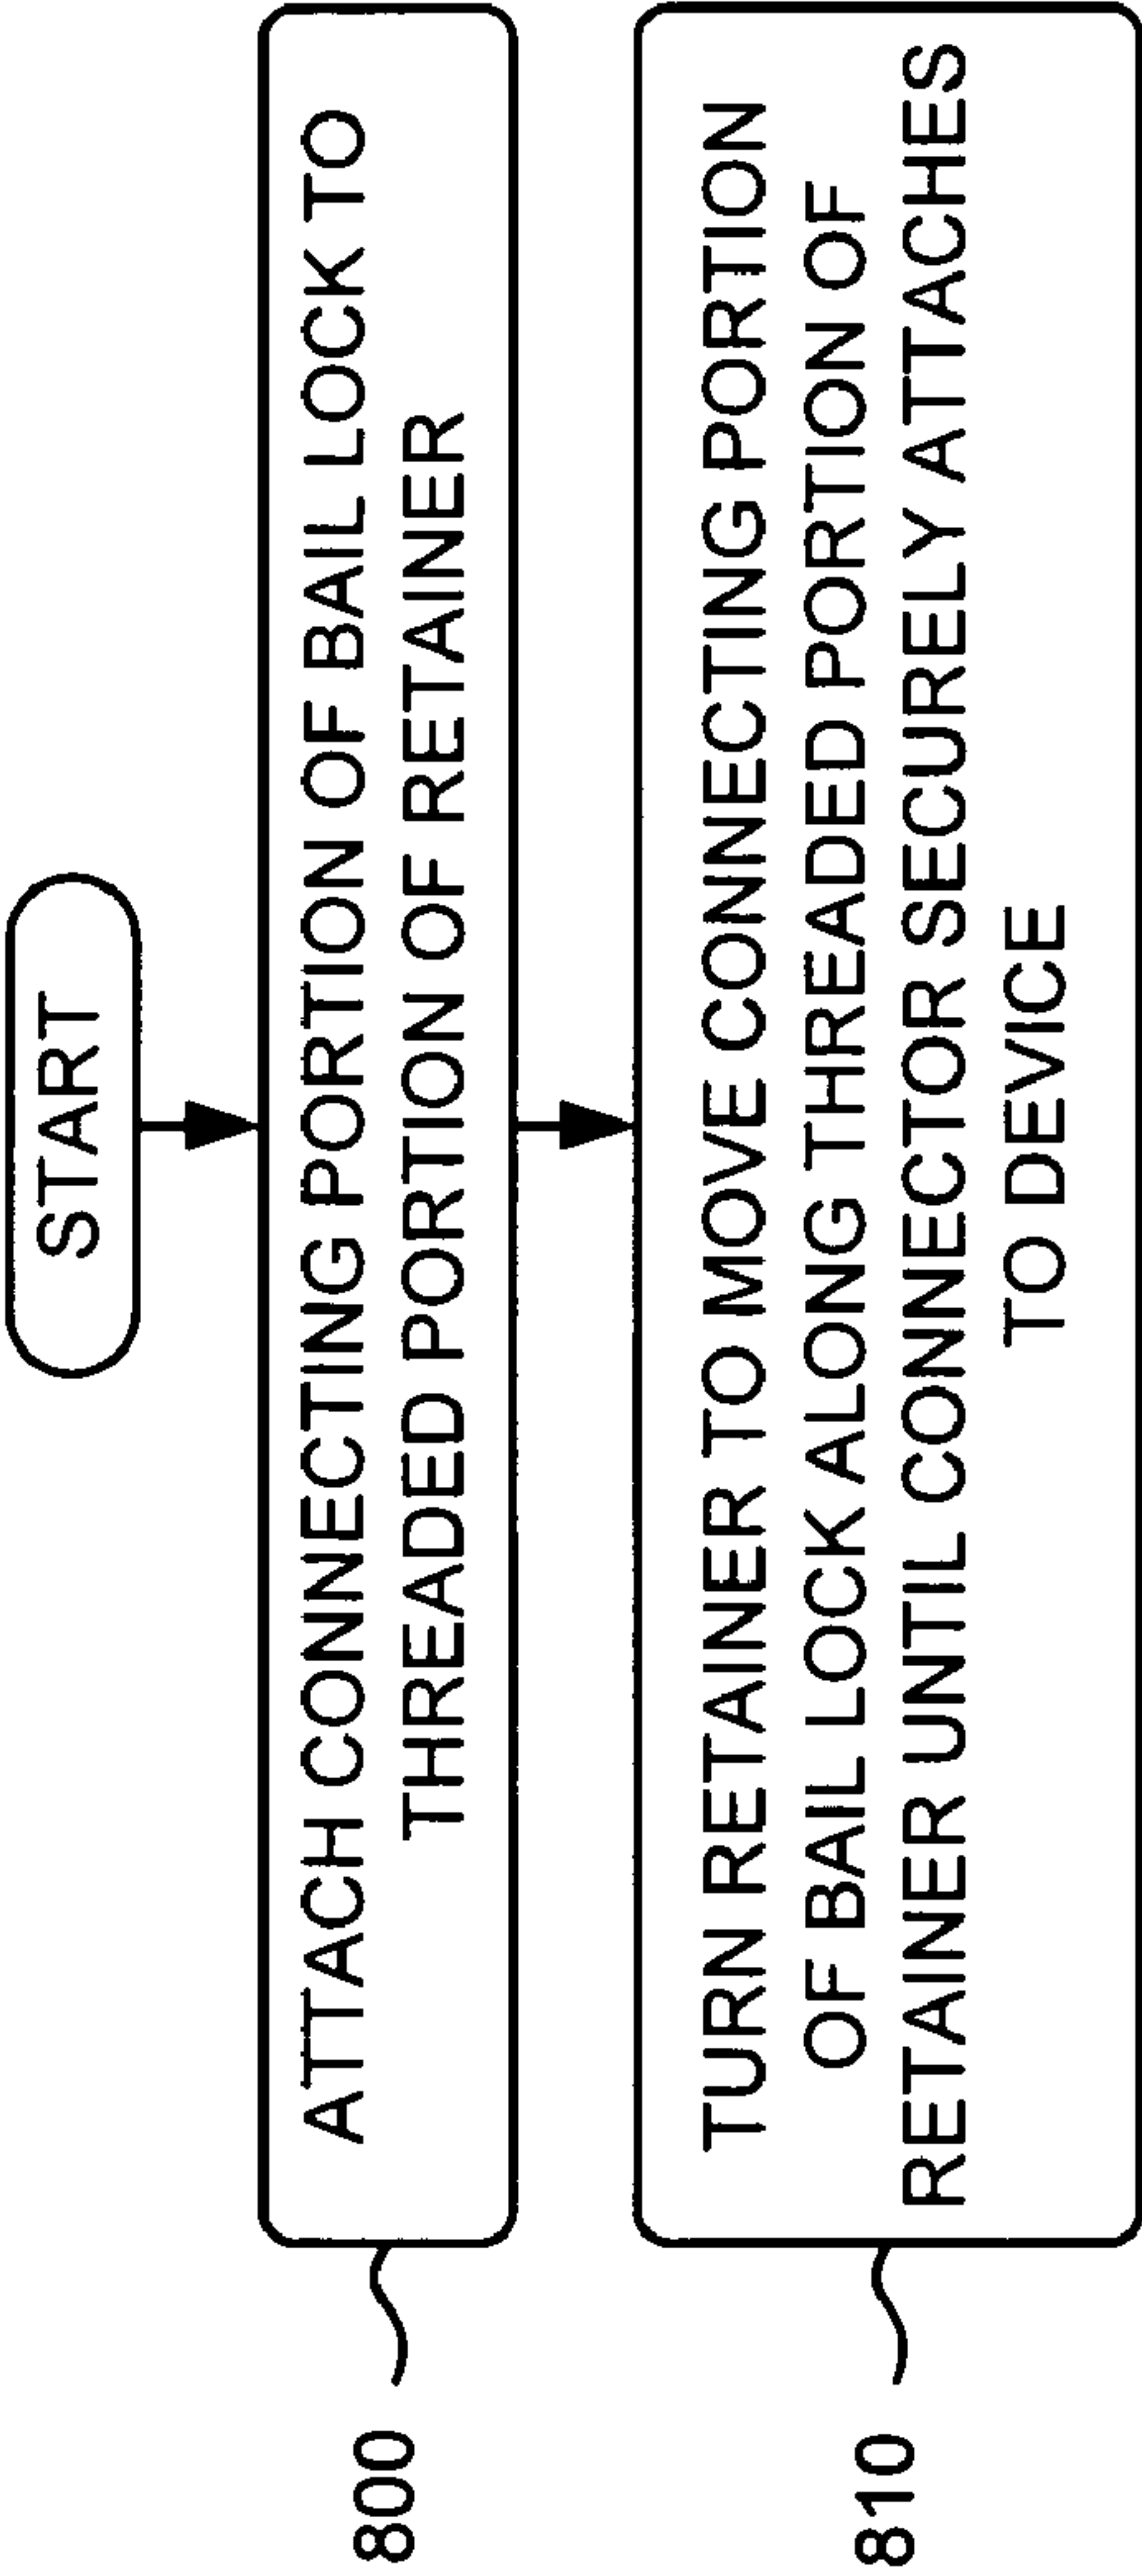 START
800
ATTACH CONNECTING PORTION OF BAIL LOCK TO
THREADED PORTION OF RETAINER
810
TURN RETAINER TO MOVE CONNECTING PORTION
OF BAIL LOCK ALONG THREADED PORTION OF
RETAINER UNTIL CONNECTOR SECURELY ATTACHES
TO DEVICE